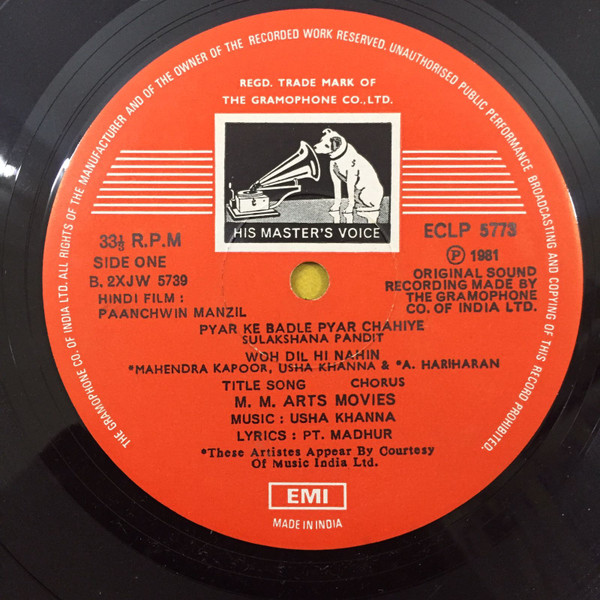 THE GRAMOPHONE CO. OF INDIA LTD. ALL RIGHTS OF THE MANUFACTURER AND OF THE OWNER OF THE RECORDED WORK RESERVED. UNAUTHORISED PUBLIC PERFORMANCE BROADCASTING AND COPYING OF THIS RECORD PROHIBITED.
REGD. TRADE MARK OF
THE GRAMOPHONE CO., LTD.
HIS MASTER'S VOICE
33⅓ R.P.M
SIDE ONE
B. 2XJW 5739
HINDI FILM :
PAANCHWIN MANZIL
ECLP 5773
Ⓟ 1981
ORIGINAL SOUND
RECORDING MADE BY
THE GRAMOPHONE
CO. OF INDIA LTD.
PYAR KE BADLE PYAR CHAHIYE
SULAKSHANA PANDIT
WOH DIL HI NAHIN
*MAHENDRA KAPOOR, USHA KHANNA & *A. HARIHARAN
TITLE SONG CHORUS
M. M. ARTS MOVIES
MUSIC : USHA KHANNA
LYRICS : PT. MADHUR
*These Artistes Appear By Courtesy
Of Music India Ltd.
EMI
MADE IN INDIA